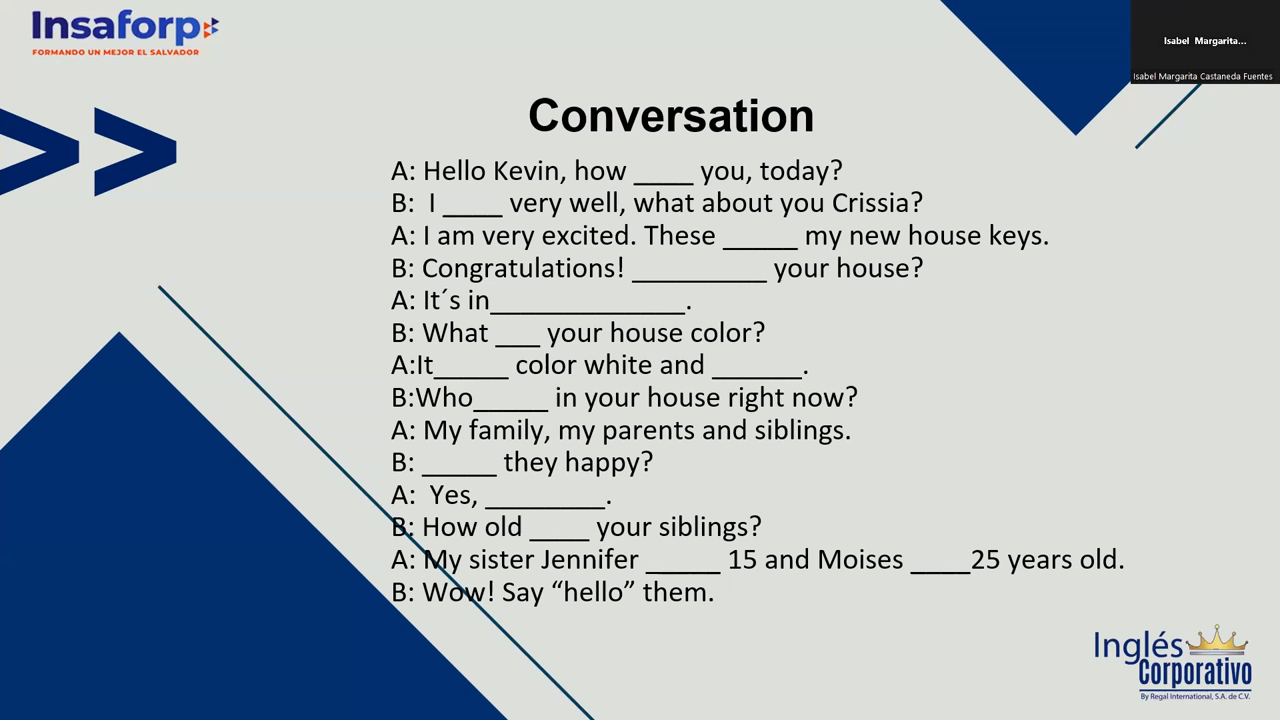 Insaforp
FORMANDO UN MEJOR EL SALVADOR
Isabel Margarita...
Isabel Margarita Castaneda Fuentes
>>
Conversation
A: Hello Kevin, how ____ you, today?
B: I ____ very well, what about you Crissia?
A: I am very excited. These _____ my new house keys.
B: Congratulations! _________ your house?
A: It´s in_____________.
B: What ___ your house color?
A:It_____ color white and ______.
B:Who_____ in your house right now?
A: My family, my parents and siblings.
B: _____ they happy?
A: Yes, ________.
B: How old ____ your siblings?
A: My sister Jennifer _____ 15 and Moises ____25 years old.
B: Wow! Say “hello” them.
Inglés
Corporativo
By Regal International, S.A. de C.V.